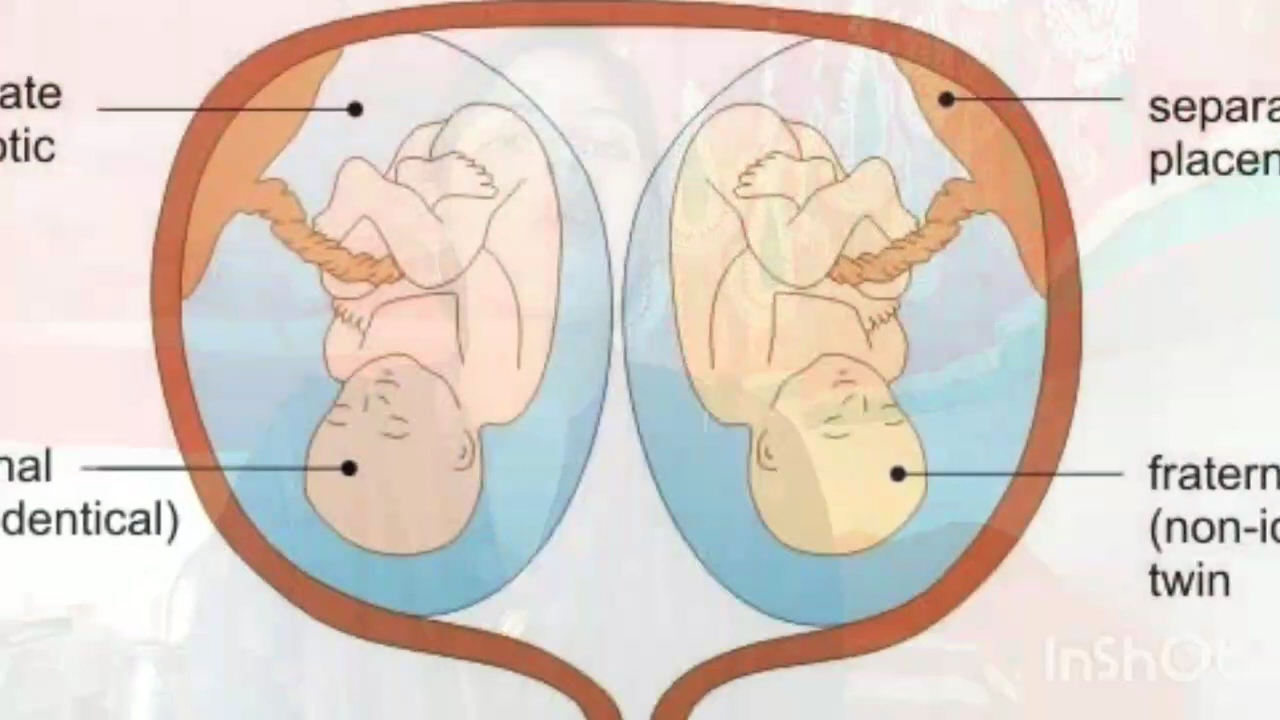 ate
otic
separa
placen
nal
dentical)
fratern
(non-id
twin
InShOt